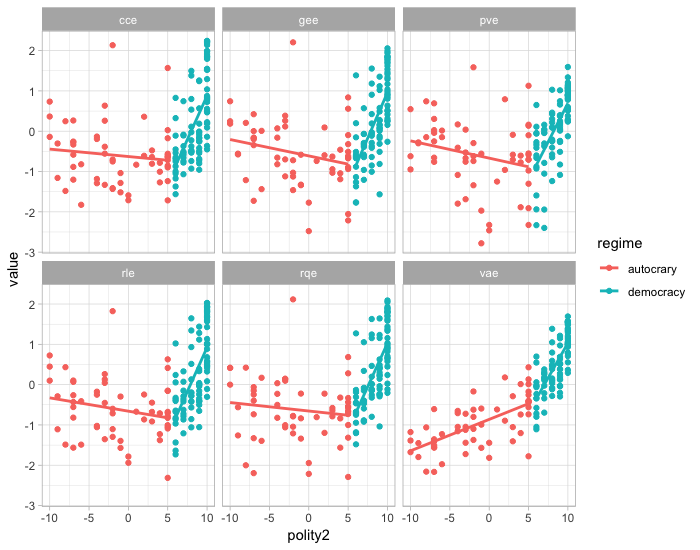 cce gee pve
2
1
0
-1
-2
-3
value
rle rqe vae
2
1
0
-1
-2
-3
-10 -5 0 5 10 -10 -5 0 5 10 -10 -5 0 5 10
polity2
regime
autocrary
democracy